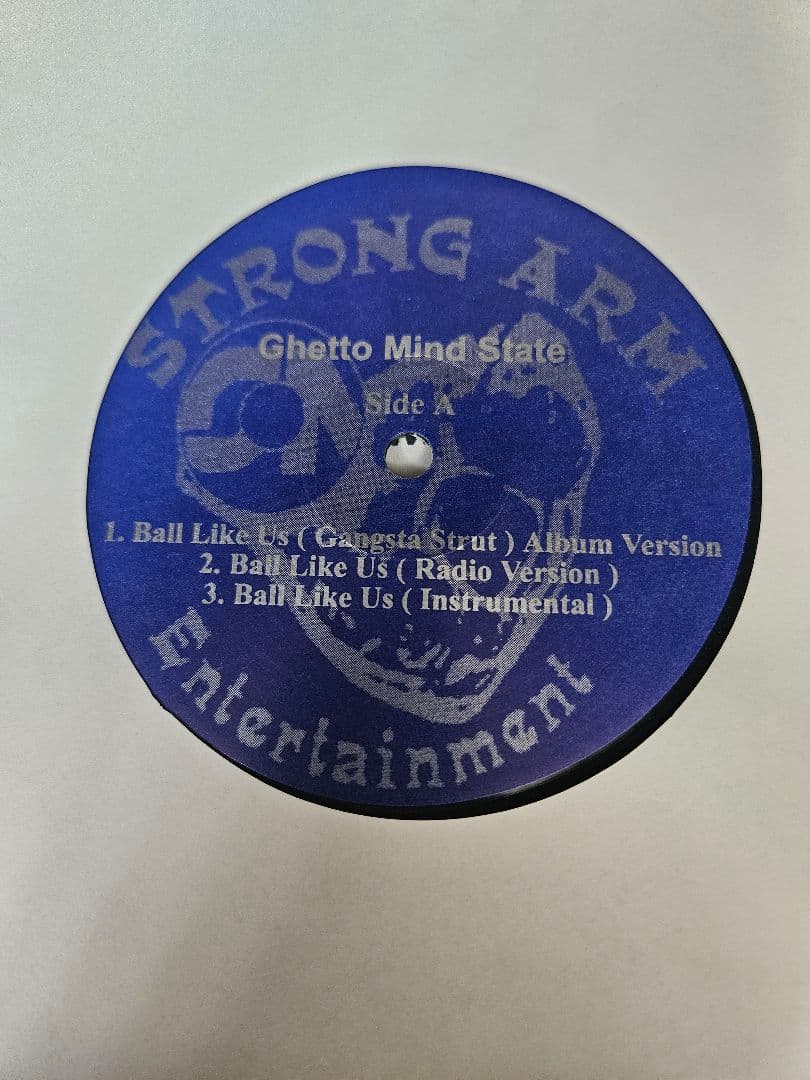 STRONG ARM
Ghetto Mind State
Side A
1. Ball Like Us ( Gangsta Strut ) Album Version
2. Ball Like Us ( Radio Version )
3. Ball Like Us ( Instrumental )
Entertainment